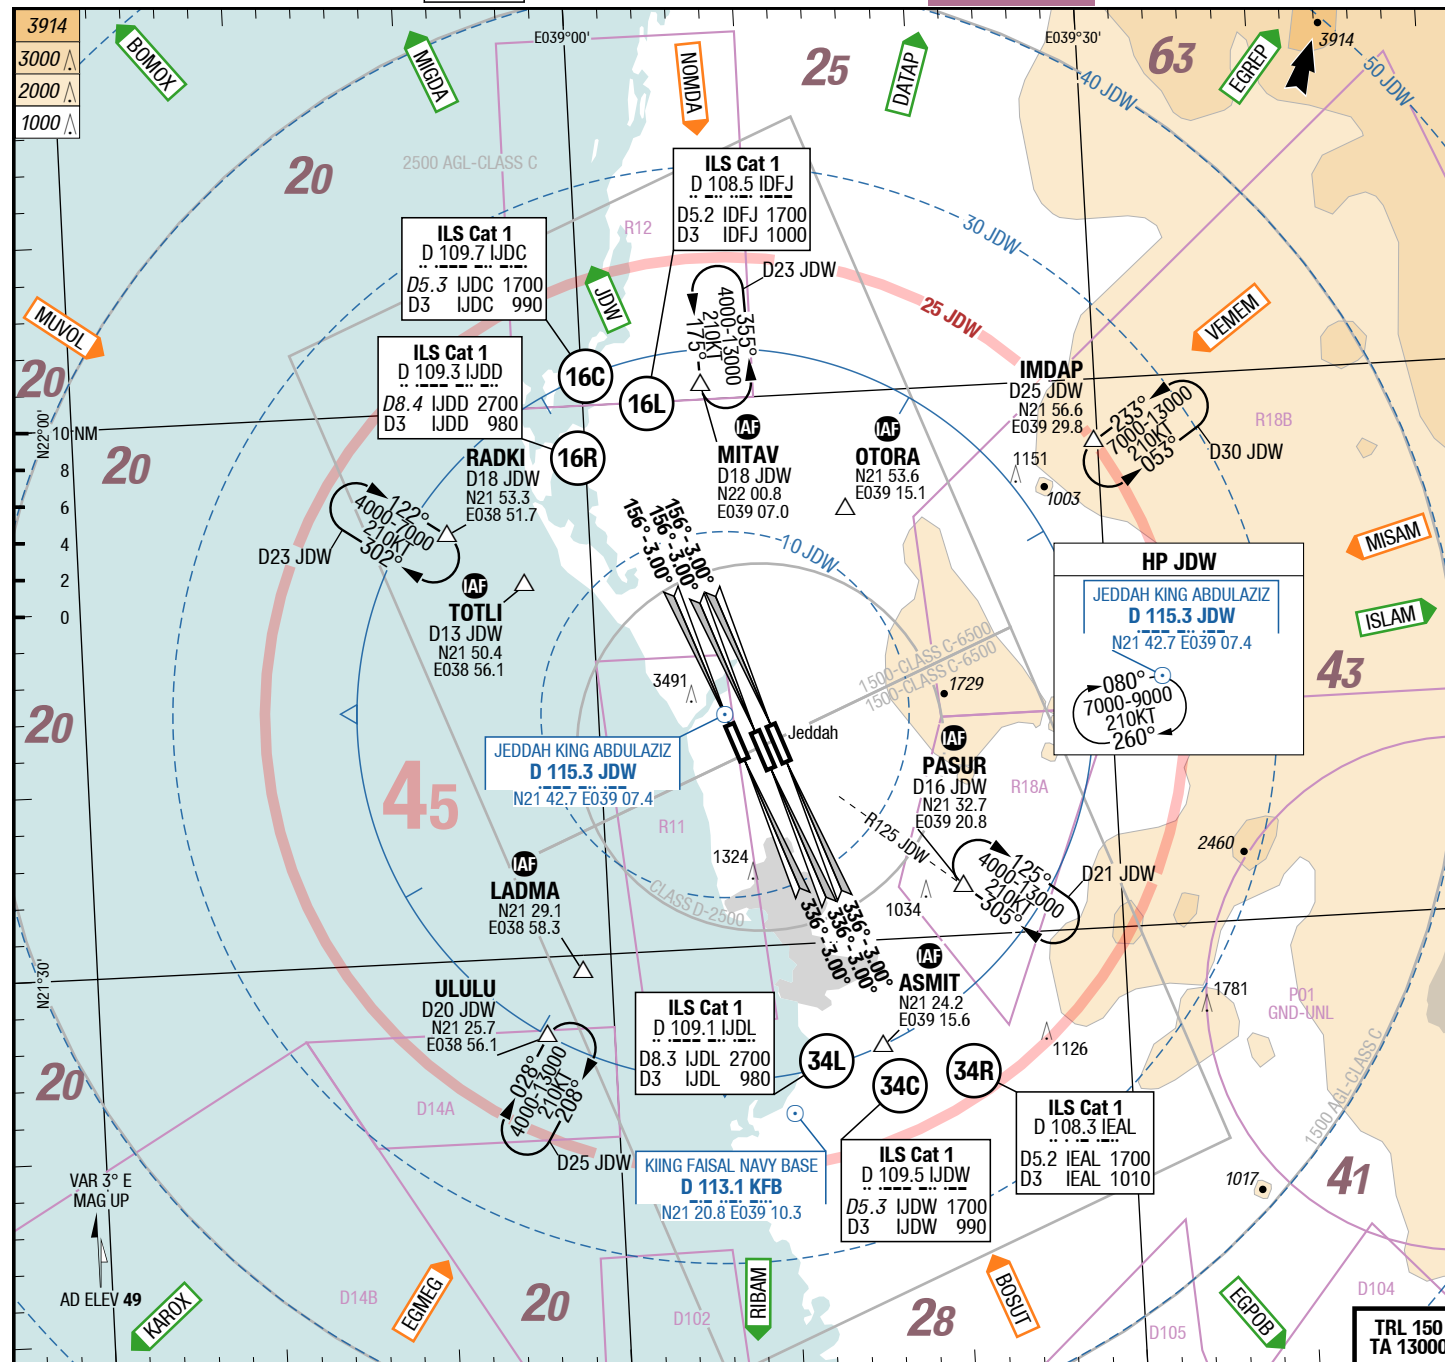 3914
3000
2000
1000
BOMOX
MIGDA
E039°00'
NOMDA
25
DATAP
E039°30'
63
EGREP
3914
40 JDW
50 JDW
20
2500 AGL-CLASS C
R12
ILS Cat 1
D 108.5 IDFJ
D5.2 IDFJ 1700
D3 IDFJ 1000
ILS Cat 1
D 109.7 IJDC
D5.3 IJDC 1700
D3 IJDC 990
30 JDW
D23 JDW
25 JDW
MUVOL
JDW
VEMEM
355°
4000-13000
210KT
175°
ILS Cat 1
D 109.3 IJDD
D8.4 IJDD 2700
D3 IJDD 980
16C
16L
16R
20
N22°00'
10 NM
8
6
4
2
0
20
IMDAP
D25 JDW
N21 56.6
E039 29.8
233°
7000-13000
210KT
053°
D30 JDW
R18B
RADKI
D18 JDW
N21 53.3
E038 51.7
IAF
MITAV
D18 JDW
N22 00.8
E039 07.0
IAF
OTORA
N21 53.6
E039 15.1
1151
1003
122°
4000-7000
210KT
302°
D23 JDW
156°-3.00°
156°-3.00°
156°-3.00°
10 JDW
MISAM
IAF
TOTLI
D13 JDW
N21 50.4
E038 56.1
HP JDW
JEDDAH KING ABDULAZIZ
D 115.3 JDW
N21 42.7 E039 07.4
080°
7000-9000
210KT
260°
ISLAM
43
1500-CLASS C-6500
1500-CLASS C-6500
3491
1729
20
Jeddah
JEDDAH KING ABDULAZIZ
D 115.3 JDW
N21 42.7 E039 07.4
45
IAF
PASUR
D16 JDW
N21 32.7
E039 20.8
R18A
R11
R125 JDW
2460
1324
CLASS D-2500
IAF
LADMA
N21 29.1
E038 58.3
1034
125°
4000-13000
210KT
305°
D21 JDW
336°-3.00°
336°-3.00°
336°-3.00°
IAF
ASMIT
N21 24.2
E039 15.6
N21°30'
ULULU
D20 JDW
N21 25.7
E038 56.1
ILS Cat 1
D 109.1 IJDL
D8.3 IJDL 2700
D3 IJDL 980
34L
34C
34R
1126
1781
P01
GND-UNL
1500 AGL-CLASS C
20
D14A
028°
4000-13000
210KT
208°
D25 JDW
ILS Cat 1
D 108.3 IEAL
D5.2 IEAL 1700
D3 IEAL 1010
KIING FAISAL NAVY BASE
D 113.1 KFB
N21 20.8 E039 10.3
ILS Cat 1
D 109.5 IJDW
D5.3 IJDW 1700
D3 IJDW 990
1017
41
VAR 3° E
MAG UP
AD ELEV 49
KAROX
D14B
EGMEG
20
D102
RIBAM
28
BOSUT
D105
EGPOB
D104
TRL 150
TA 13000